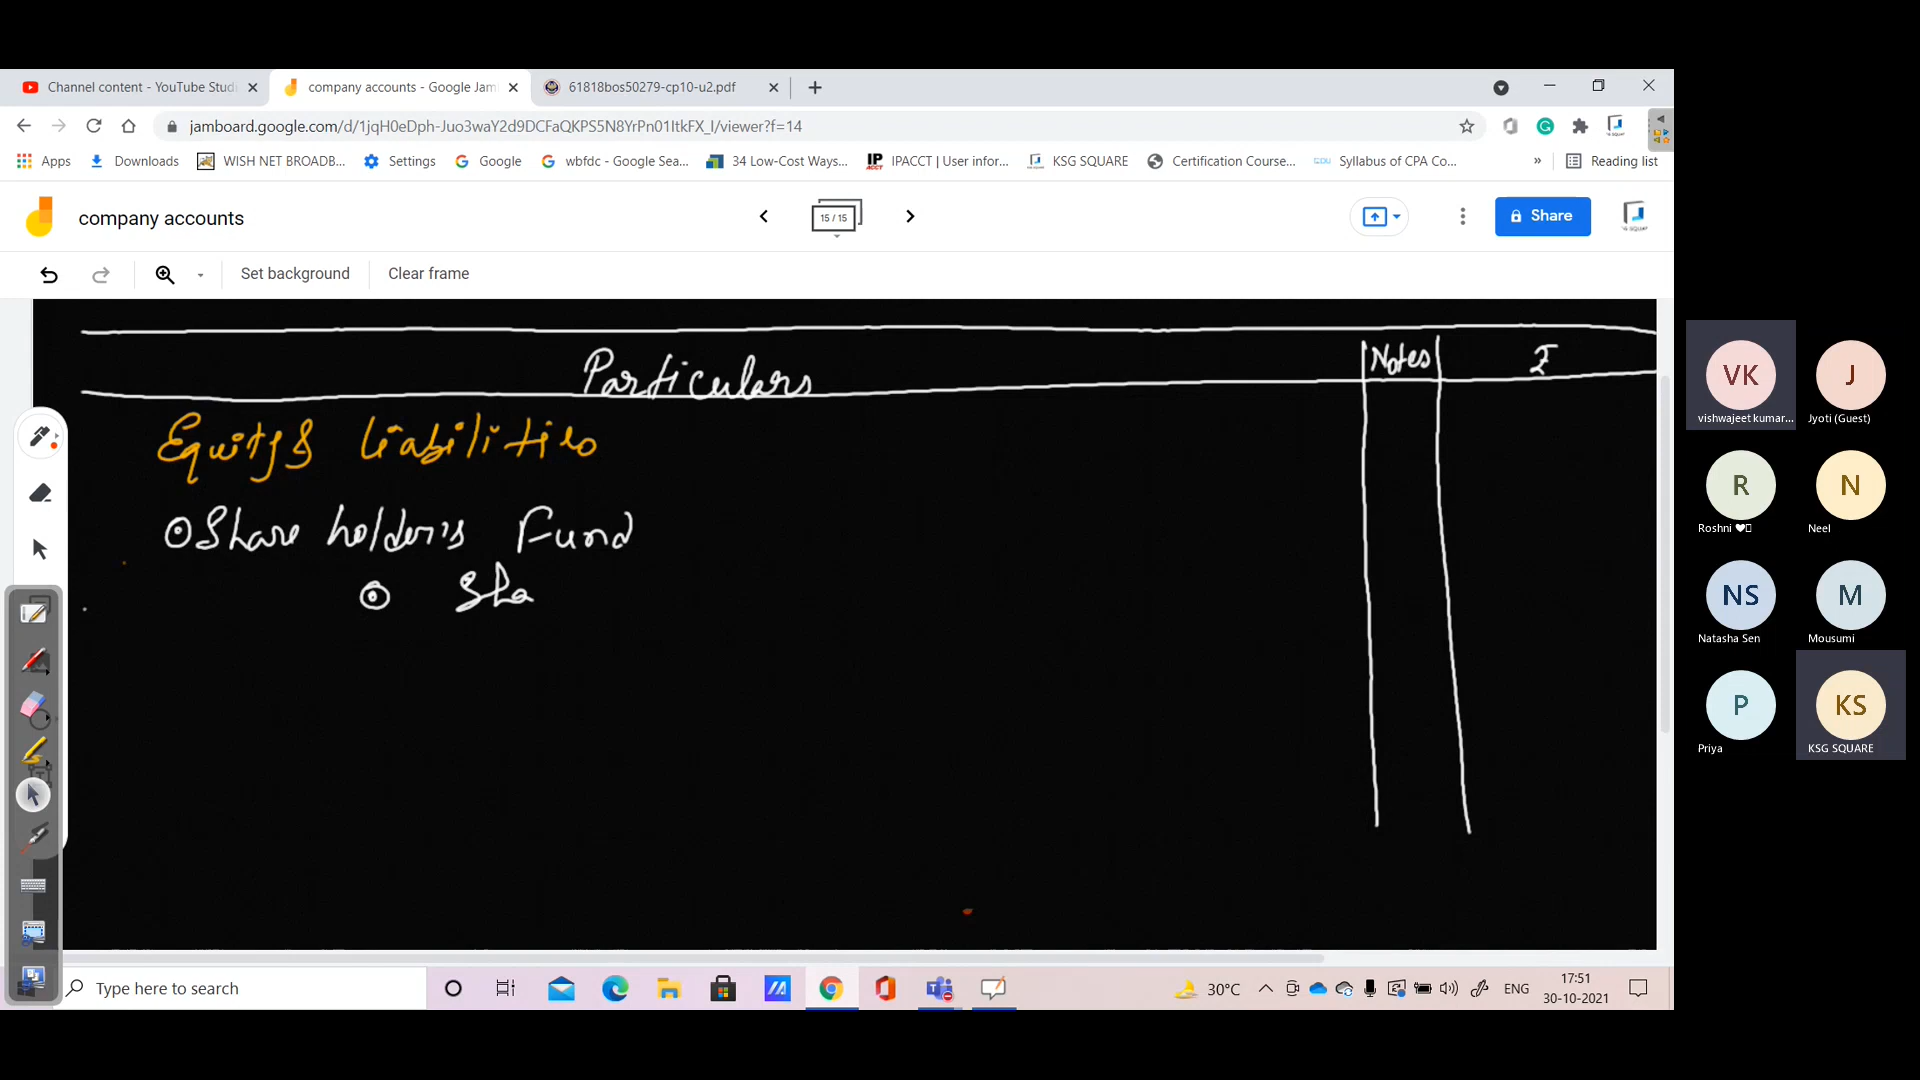 Channel content - YouTube Studi
company accounts - Google Jam
61818bos50279-cp10-u2.pdf
jamboard.google.com/d/1jqH0eDph-Juo3waY2d9DCFaQKPS5N8YrPn01ItkFX_I/viewer?f=14
Apps Downloads WISH NET BROADB... Settings Google wbfdc - Google Sea... 34 Low-Cost Ways... IPACCT | User infor... KSG SQUARE Certification Course... Syllabus of CPA Co... » Reading list
company accounts
15 / 15
Share
Set background Clear frame
Particulars Notes ₹
Equity & Liabilities
Shareholder's Fund
Sha
VK J
vishwajeet kumar... Jyoti (Guest)
R N
Roshni ❤ Neel
NS M
Natasha Sen Mousumi
P KS
Priya KSG SQUARE
Type here to search
30°C ENG
17:51
30-10-2021